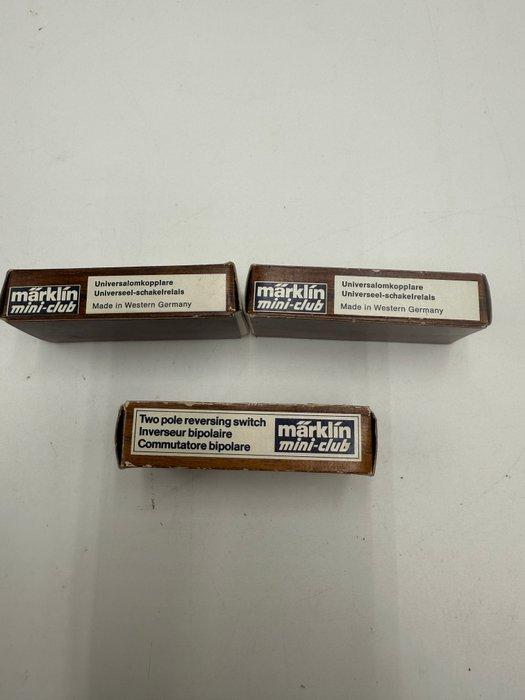 märklin
mini-club
Universalomkopplare
Universeel-schakelrelais
Made in Western Germany
märklin
mini-club
Universalomkopplare
Universeel-schakelrelais
Made in Western Germany
Two pole reversing switch
Inverseur bipolaire
Commutatore bipolare
märklin
mini-club